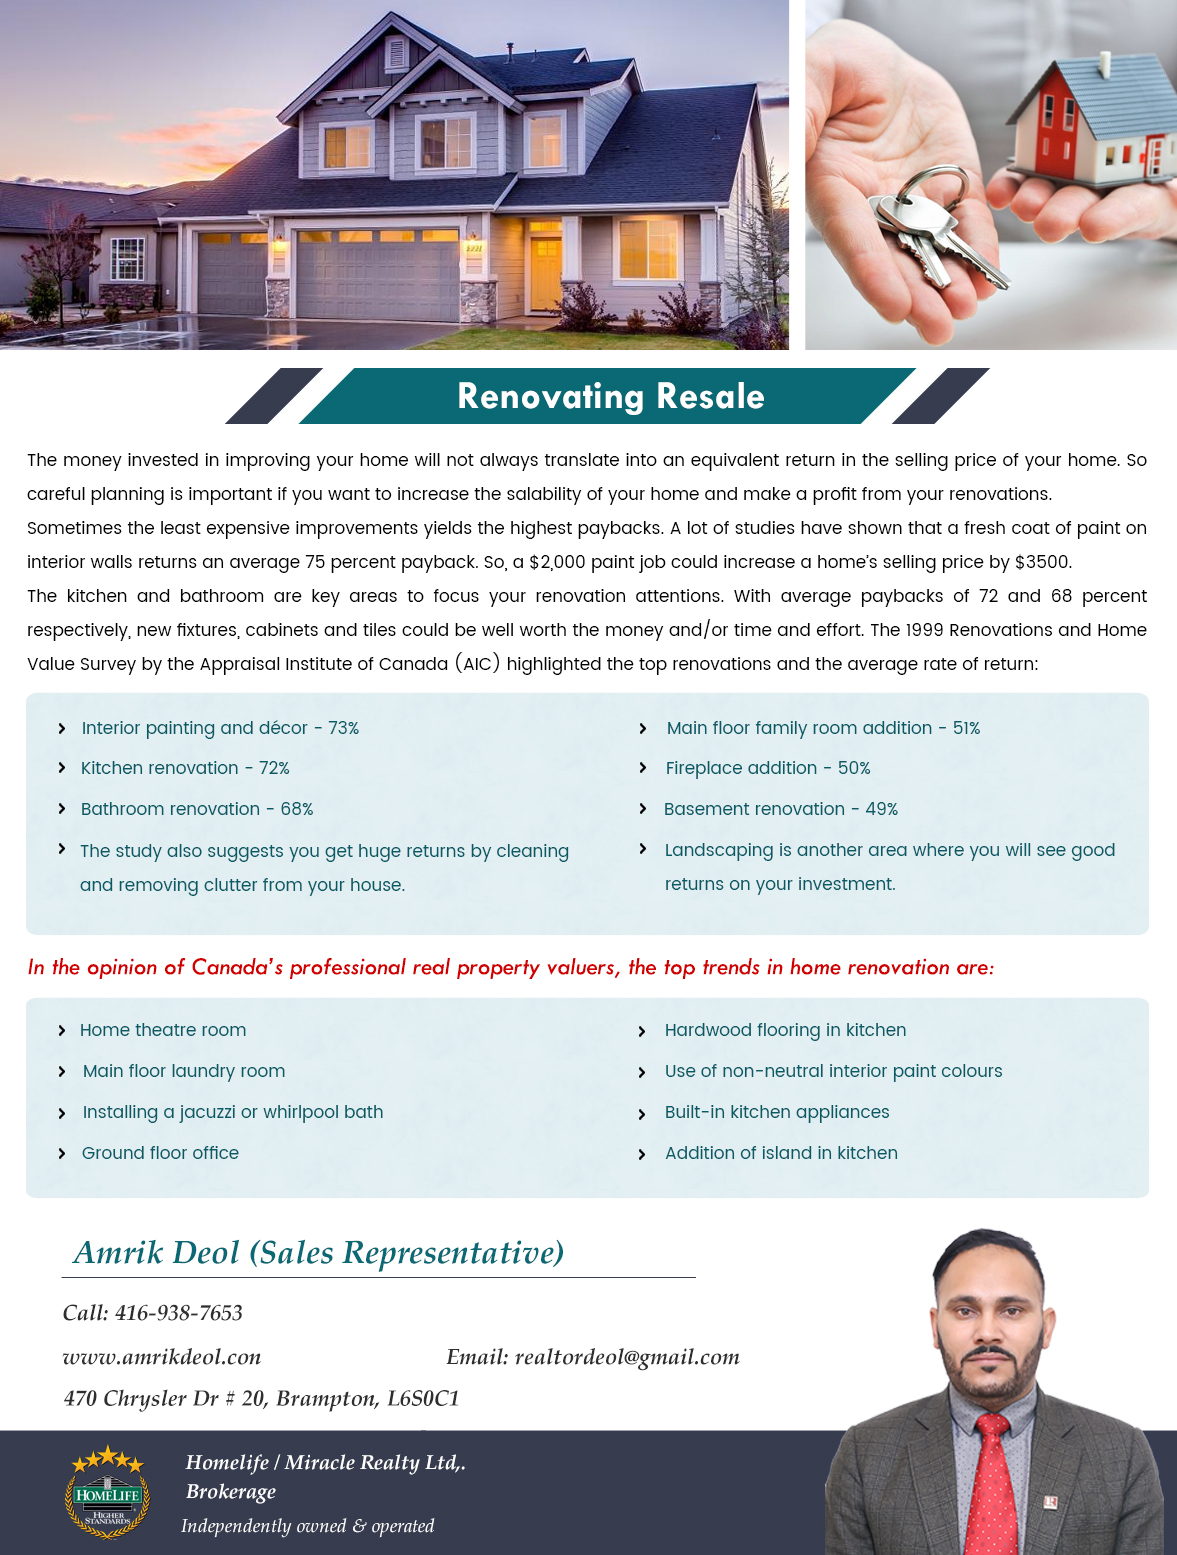 Renovating Resale
The money invested in improving your home will not always translate into an equivalent return in the selling price of your home. So
careful planning is important if you want to increase the salability of your home and make a profit from your renovations.
Sometimes the least expensive improvements yields the highest paybacks. A lot of studies have shown that a fresh coat of paint on
interior walls returns an average 75 percent payback. So, a $2,000 paint job could increase a home's selling price by $3500.
The kitchen and bathroom are key areas to focus your renovation attentions. With average paybacks of 72 and 68 percent
respectively, new fixtures, cabinets and tiles could be well worth the money and/or time and effort. The 1999 Renovations and Home
Value Survey by the Appraisal Institute of Canada (AIC) highlighted the top renovations and the average rate of return:
Interior painting and décor - 73%
Kitchen renovation - 72%
Bathroom renovation - 68%
The study also suggests you get huge returns by cleaning
and removing clutter from your house.
Main floor family room addition - 51%
Fireplace addition - 50%
Basement renovation - 49%
Landscaping is another area where you will see good
returns on your investment.
In the opinion of Canada's professional real property valuers, the top trends in home renovation are:
Home theatre room
Main floor laundry room
Installing a jacuzzi or whirlpool bath
Ground floor office
Hardwood flooring in kitchen
Use of non-neutral interior paint colours
Built-in kitchen appliances
Addition of island in kitchen
Amrik Deol (Sales Representative)
Call: 416-938-7653
www.amrikdeol.con
Email: realtordeol@gmail.com
470 Chrysler Dr # 20, Brampton, L6S0C1
HOMELIFE
HIGHER
STANDARDS
Homelife / Miracle Realty Ltd,.
Brokerage
Independently owned & operated